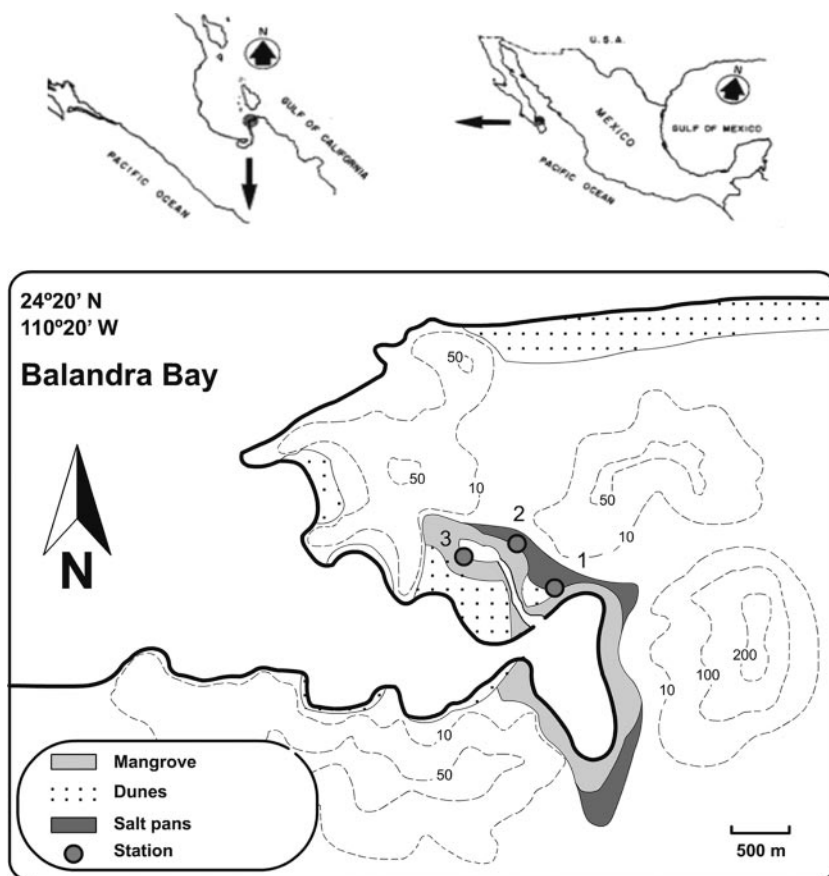 N
GULF OF CALIFORNIA
PACIFIC OCEAN
U.S.A.
N
MEXICO
GULF OF MEXICO
PACIFIC OCEAN
24º20' N
110º20' W
Balandra Bay
N
50
50
10
50
10
3
2
1
10
100
200
10
50
Mangrove
Dunes
Salt pans
Station
500 m